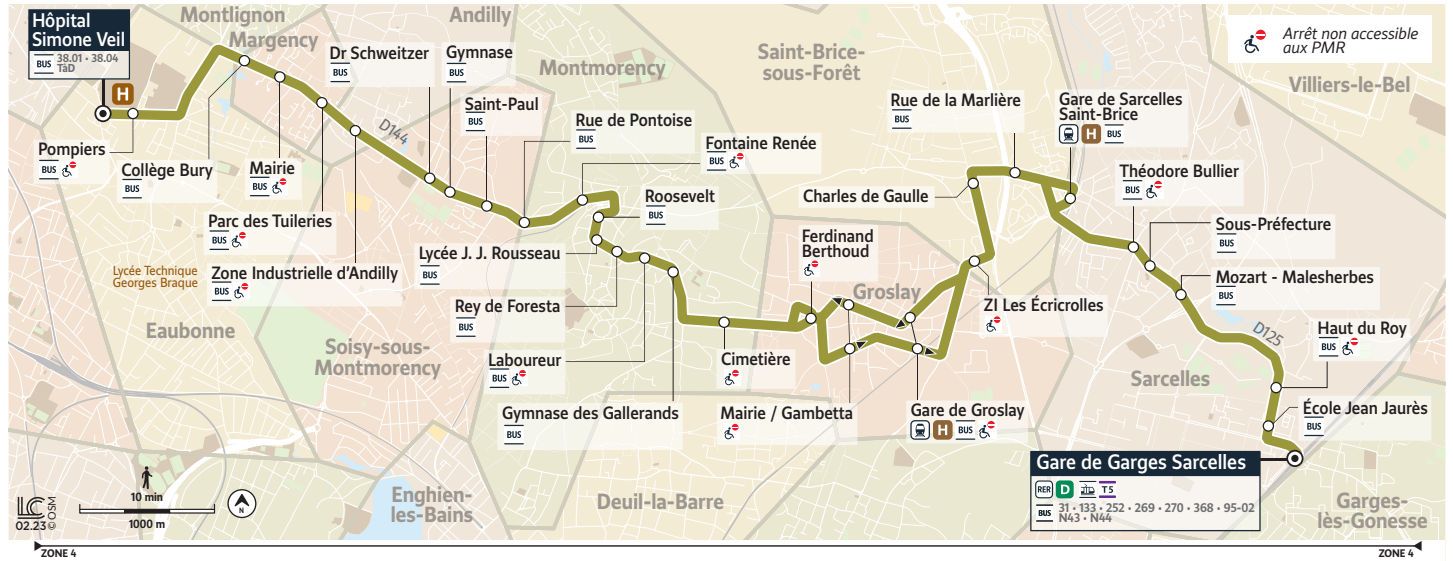 Hôpital
Simone Veil
BUS 38.01 • 38.04
TàD
H
Montlignon
Margency
Andilly
Montmorency
Saint-Brice-
sous-Forêt
Villiers-le-Bel
Arrêt non accessible
aux PMR
Pompiers
BUS
Collège Bury
BUS
Mairie
BUS
Parc des Tuileries
BUS
Zone Industrielle d'Andilly
BUS
Dr Schweitzer
BUS
Gymnase
BUS
Saint-Paul
BUS
D144
Rue de Pontoise
BUS
Fontaine Renée
BUS
Roosevelt
BUS
Lycée J. J. Rousseau
BUS
Rey de Foresta
BUS
Laboureur
BUS
Gymnase des Gallerands
BUS
Cimetière
Ferdinand
Berthoud
Mairie / Gambetta
Groslay
Gare de Groslay
H BUS
ZI Les Écricrolles
Charles de Gaulle
Rue de la Marlière
BUS
Gare de Sarcelles
Saint-Brice
H BUS
Théodore Bullier
BUS
Sous-Préfecture
BUS
Mozart - Malesherbes
BUS
D125
Haut du Roy
BUS
Sarcelles
École Jean Jaurès
BUS
Gare de Garges Sarcelles
RER D T5
BUS 31 • 133 • 252 • 269 • 270 • 368 • 95-02
N43 • N44
Lycée Technique
Georges Braque
Eaubonne
Soisy-sous-
Montmorency
Enghien-
les-Bains
Deuil-la-Barre
Garges-
lès-Gonesse
LC
02.23 © OSM
10 min
1000 m
N
ZONE 4
ZONE 4